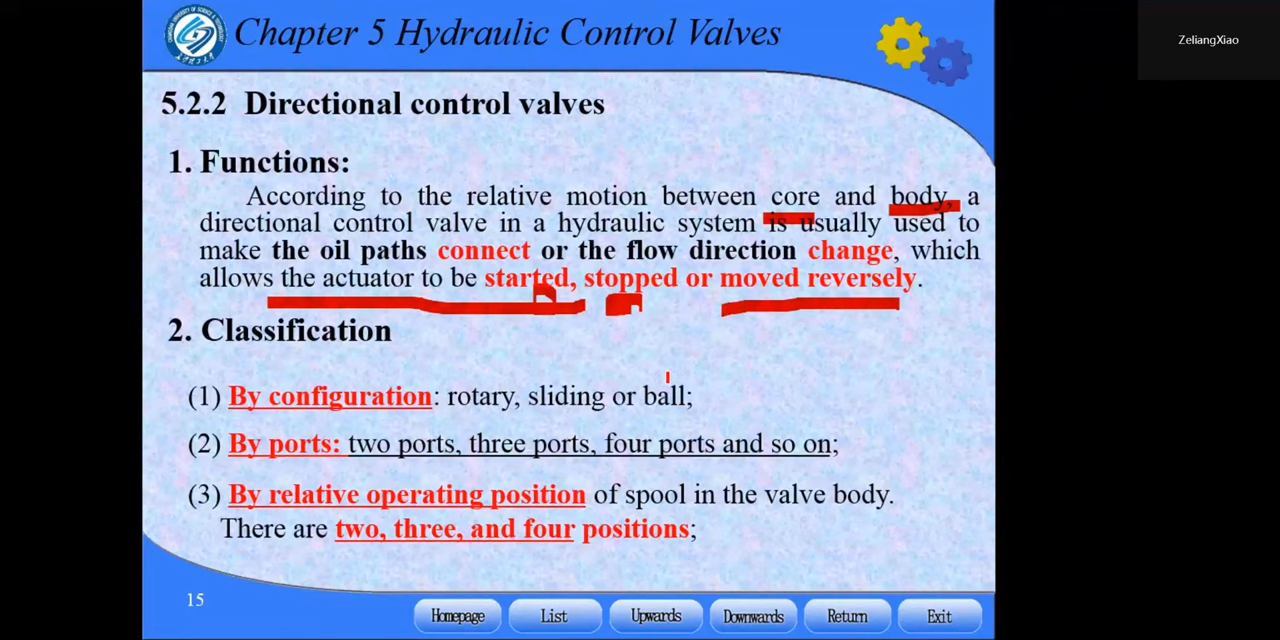 Chapter 5 Hydraulic Control Valves
ZeliangXiao
5.2.2 Directional control valves
1. Functions:
According to the relative motion between core and body, a
directional control valve in a hydraulic system is usually used to
make the oil paths connect or the flow direction change, which
allows the actuator to be started, stopped or moved reversely.
2. Classification
(1) By configuration: rotary, sliding or ball;
(2) By ports: two ports, three ports, four ports and so on;
(3) By relative operating position of spool in the valve body.
There are two, three, and four positions;
15
Homepage List Upwards Downwards Return Exit